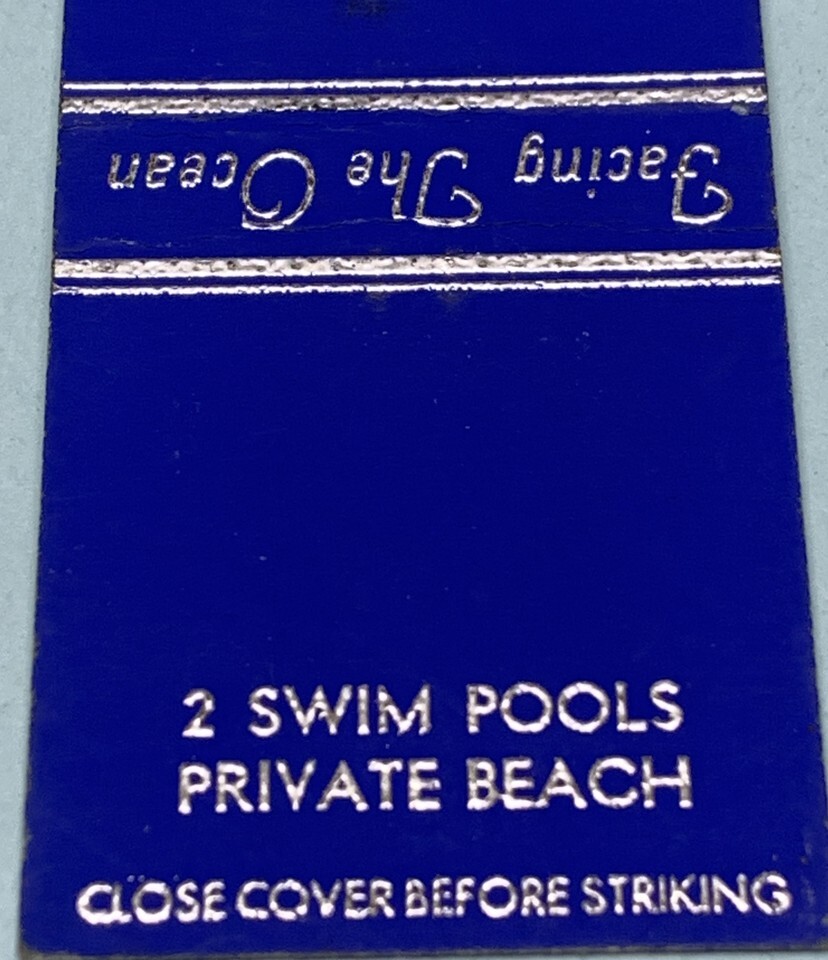 Facing The Ocean
2 SWIM POOLS
PRIVATE BEACH
CLOSE COVER BEFORE STRIKING